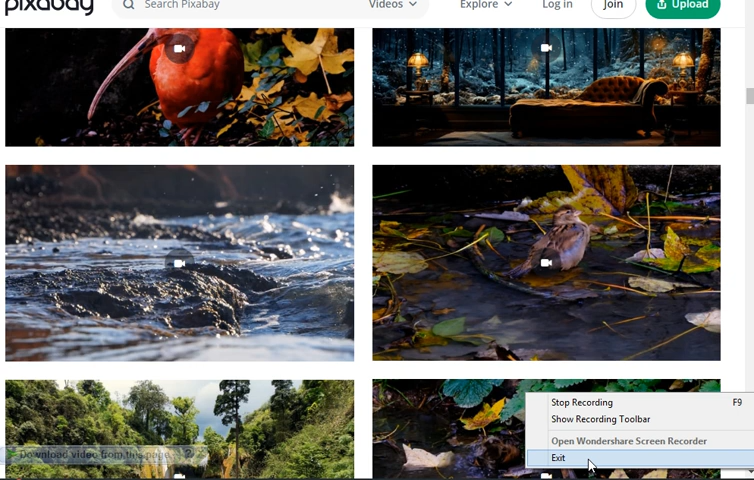 pixabay Search Pixabay Videos Explore Log in Join Upload
Stop Recording F9
Show Recording Toolbar
Open Wondershare Screen Recorder
Download video from this page ?
Exit